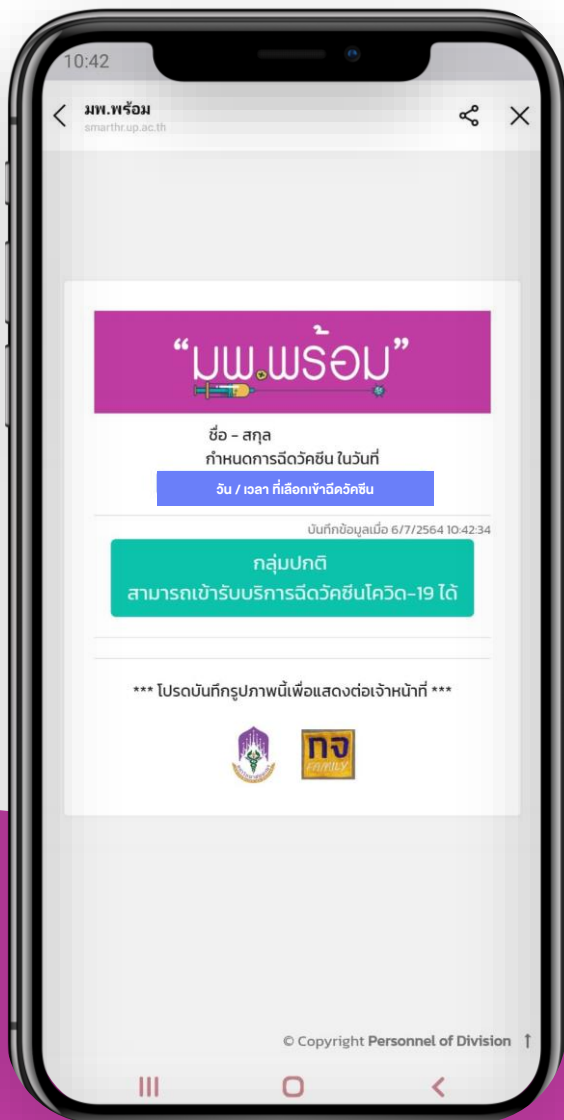 10:42
มพ.พร้อม
smarthr.up.ac.th
“มพ.พร้อม”
ชื่อ - สกุล
กำหนดการฉีดวัคซีน ในวันที่
วัน / เวลา ที่เลือกเข้าฉีดวัคซีน
บันทึกข้อมูลเมื่อ 6/7/2564 10:42:34
กลุ่มปกติ
สามารถเข้ารับบริการฉีดวัคซีนโควิด-19 ได้
*** โปรดบันทึกรูปภาพนี้เพื่อแสดงต่อเจ้าหน้าที่ ***
กจ
FAMILY
© Copyright Personnel of Division ↑